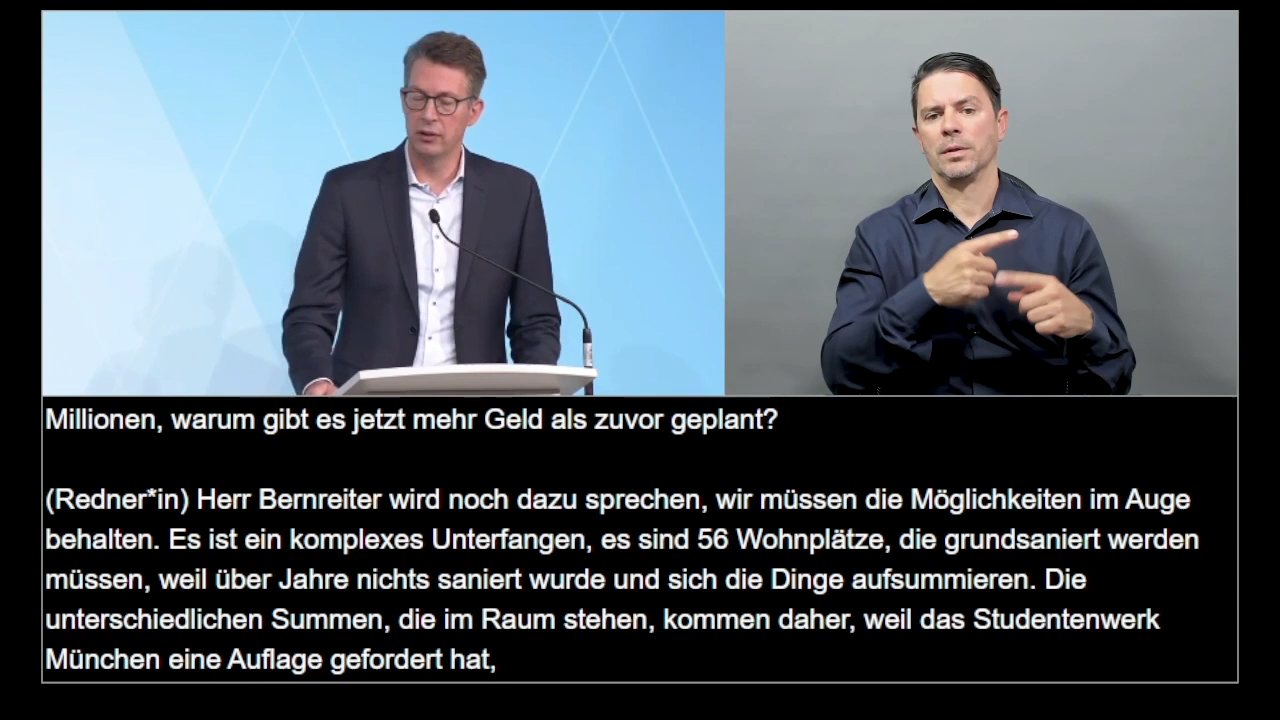 Millionen, warum gibt es jetzt mehr Geld als zuvor geplant?
(Redner*in) Herr Bernreiter wird noch dazu sprechen, wir müssen die Möglichkeiten im Auge
behalten. Es ist ein komplexes Unterfangen, es sind 56 Wohnplätze, die grundsaniert werden
müssen, weil über Jahre nichts saniert wurde und sich die Dinge aufsummieren. Die
unterschiedlichen Summen, die im Raum stehen, kommen daher, weil das Studentenwerk
München eine Auflage gefordert hat,